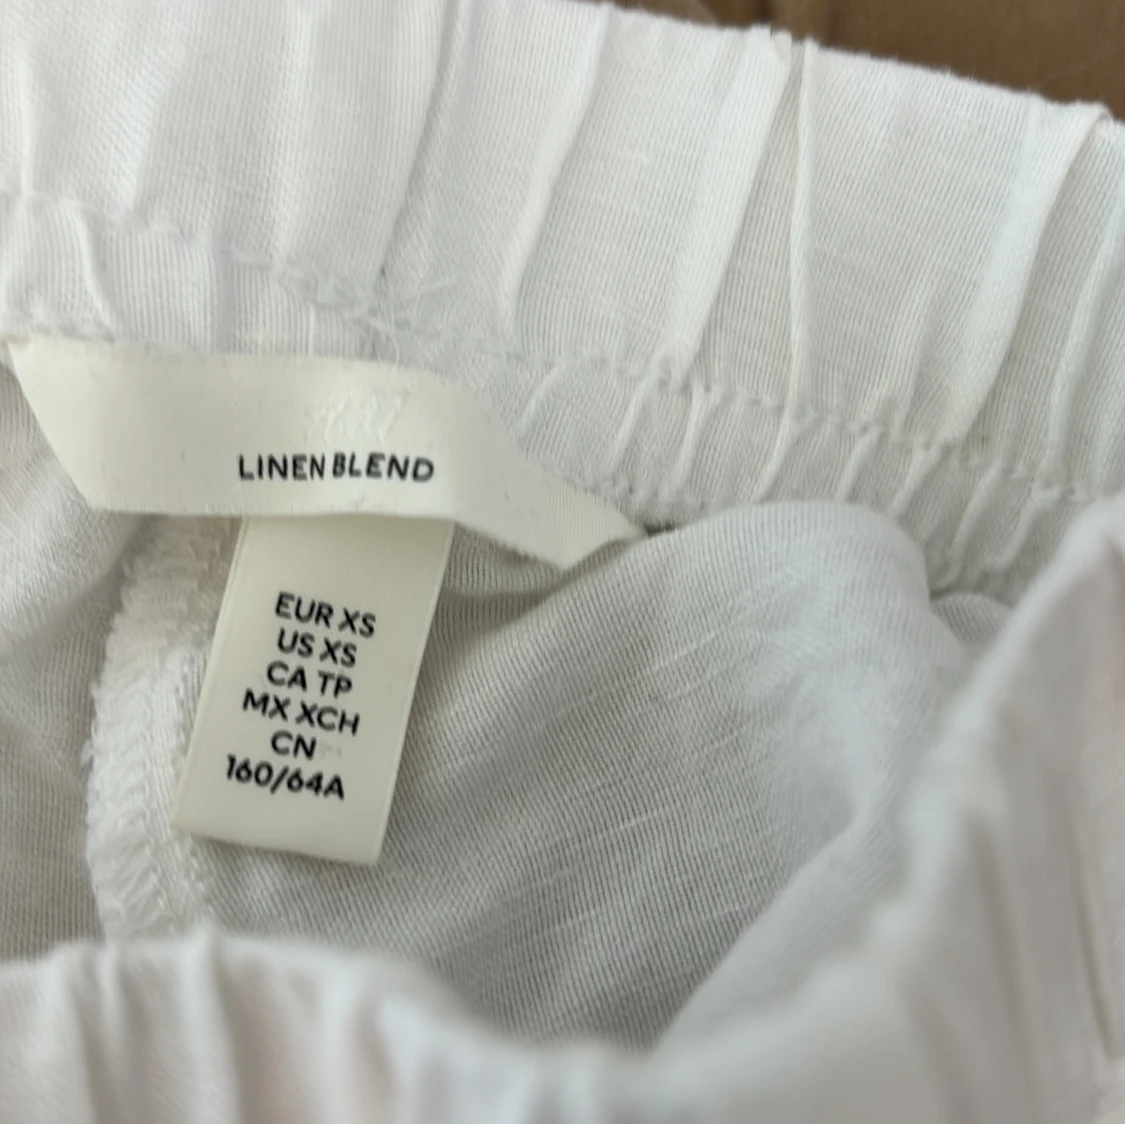 LINEN BLEND
EUR XS
US XS
CA TP
MX XCH
CN
160/64A